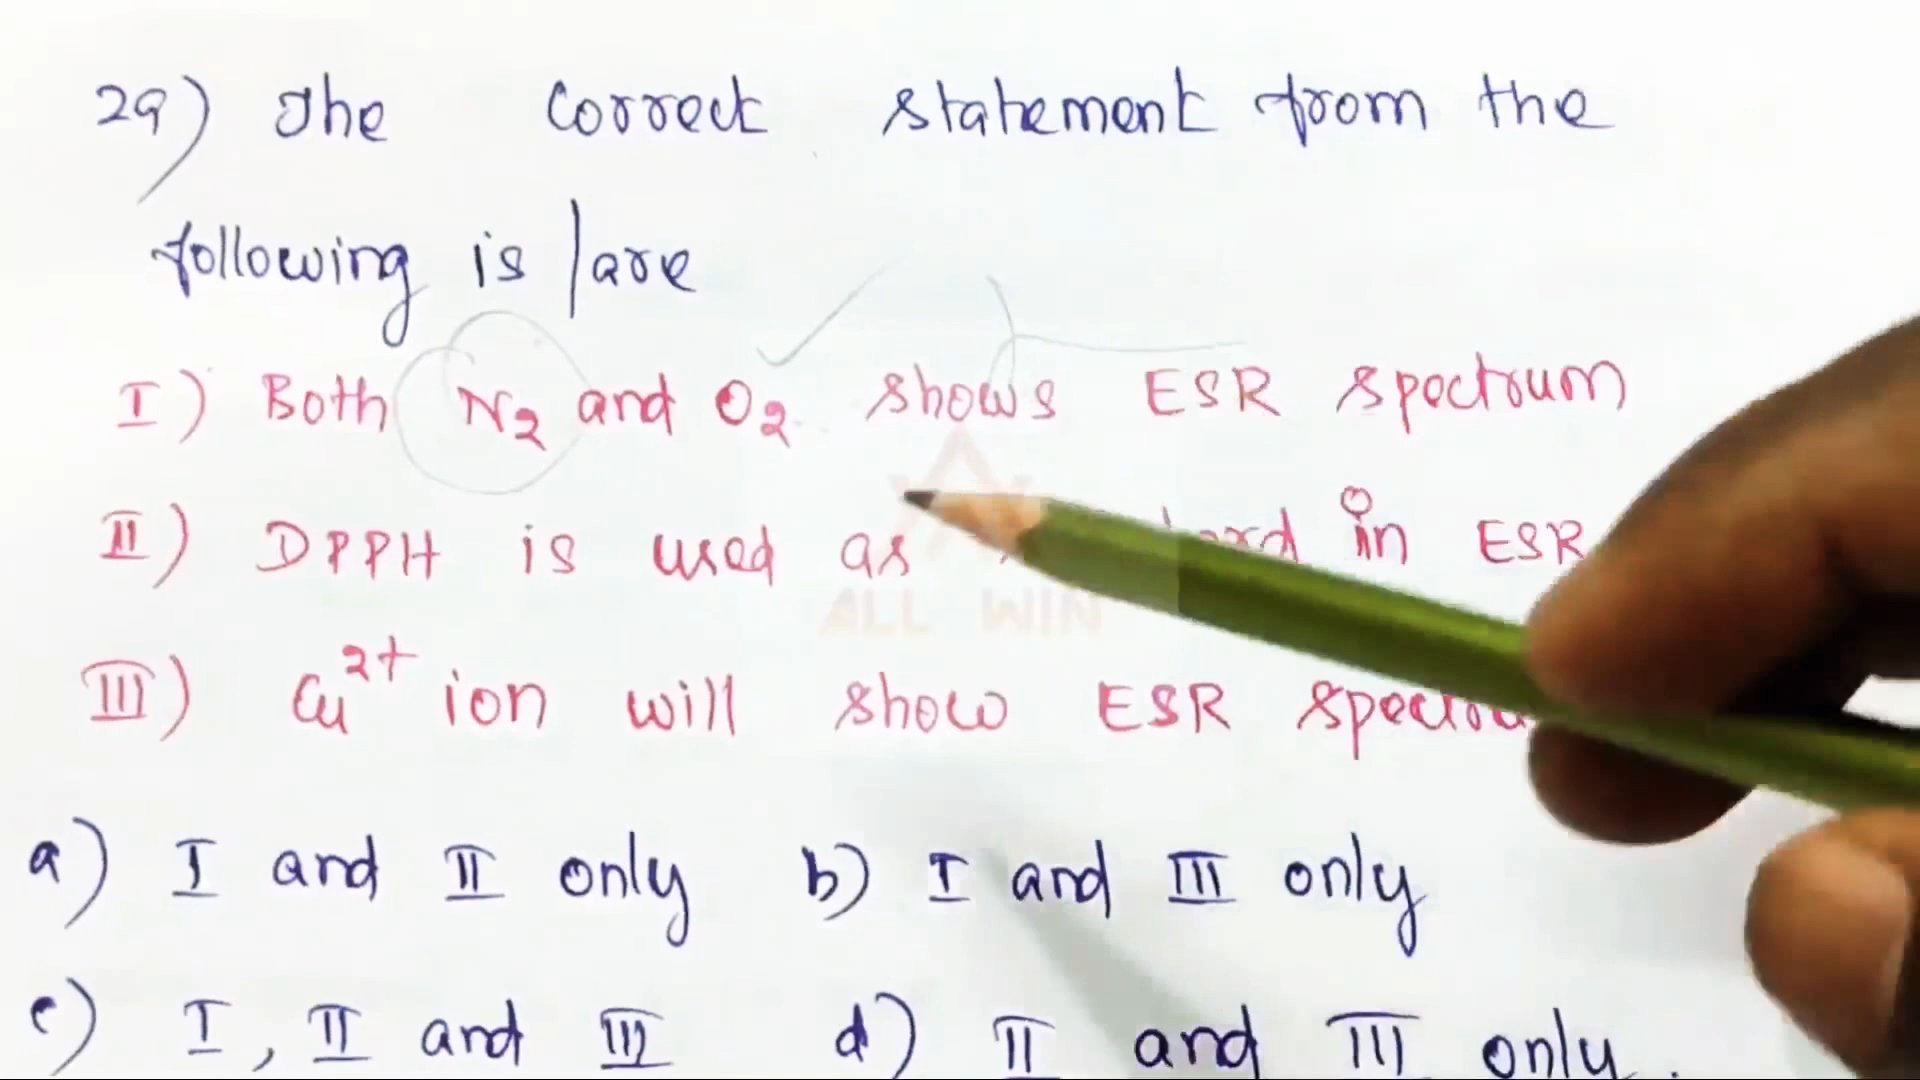 29) The correct statement from the
following is/are
I) Both N2 and O2 shows ESR spectrum
II) DPPH is used as in ESR
III) Cu2+ ion will show ESR
a) I and II only b) I and III only
c) I, II and III d) II and III only.
ALL WIN